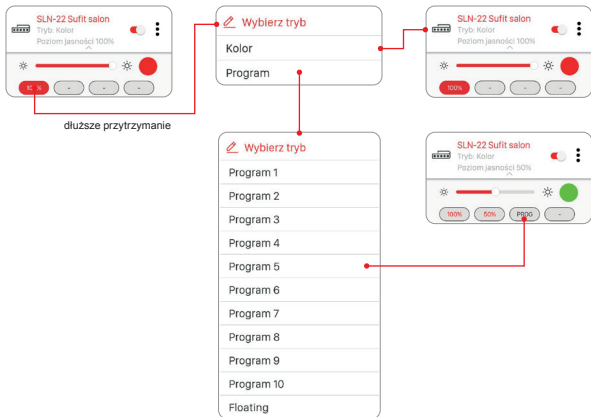 SLN-22 Sufit salon
Tryb: Kolor
Poziom jasności 100%
100%
-
-
-
dłuższe przytrzymanie
Wybierz tryb
Kolor
Program
SLN-22 Sufit salon
Tryb: Kolor
Poziom jasności 100%
100%
-
-
-
Wybierz tryb
Program 1
Program 2
Program 3
Program 4
Program 5
Program 6
Program 7
Program 8
Program 9
Program 10
Floating
SLN-22 Sufit salon
Tryb: Kolor
Poziom jasności 50%
100%
50%
PROG
-